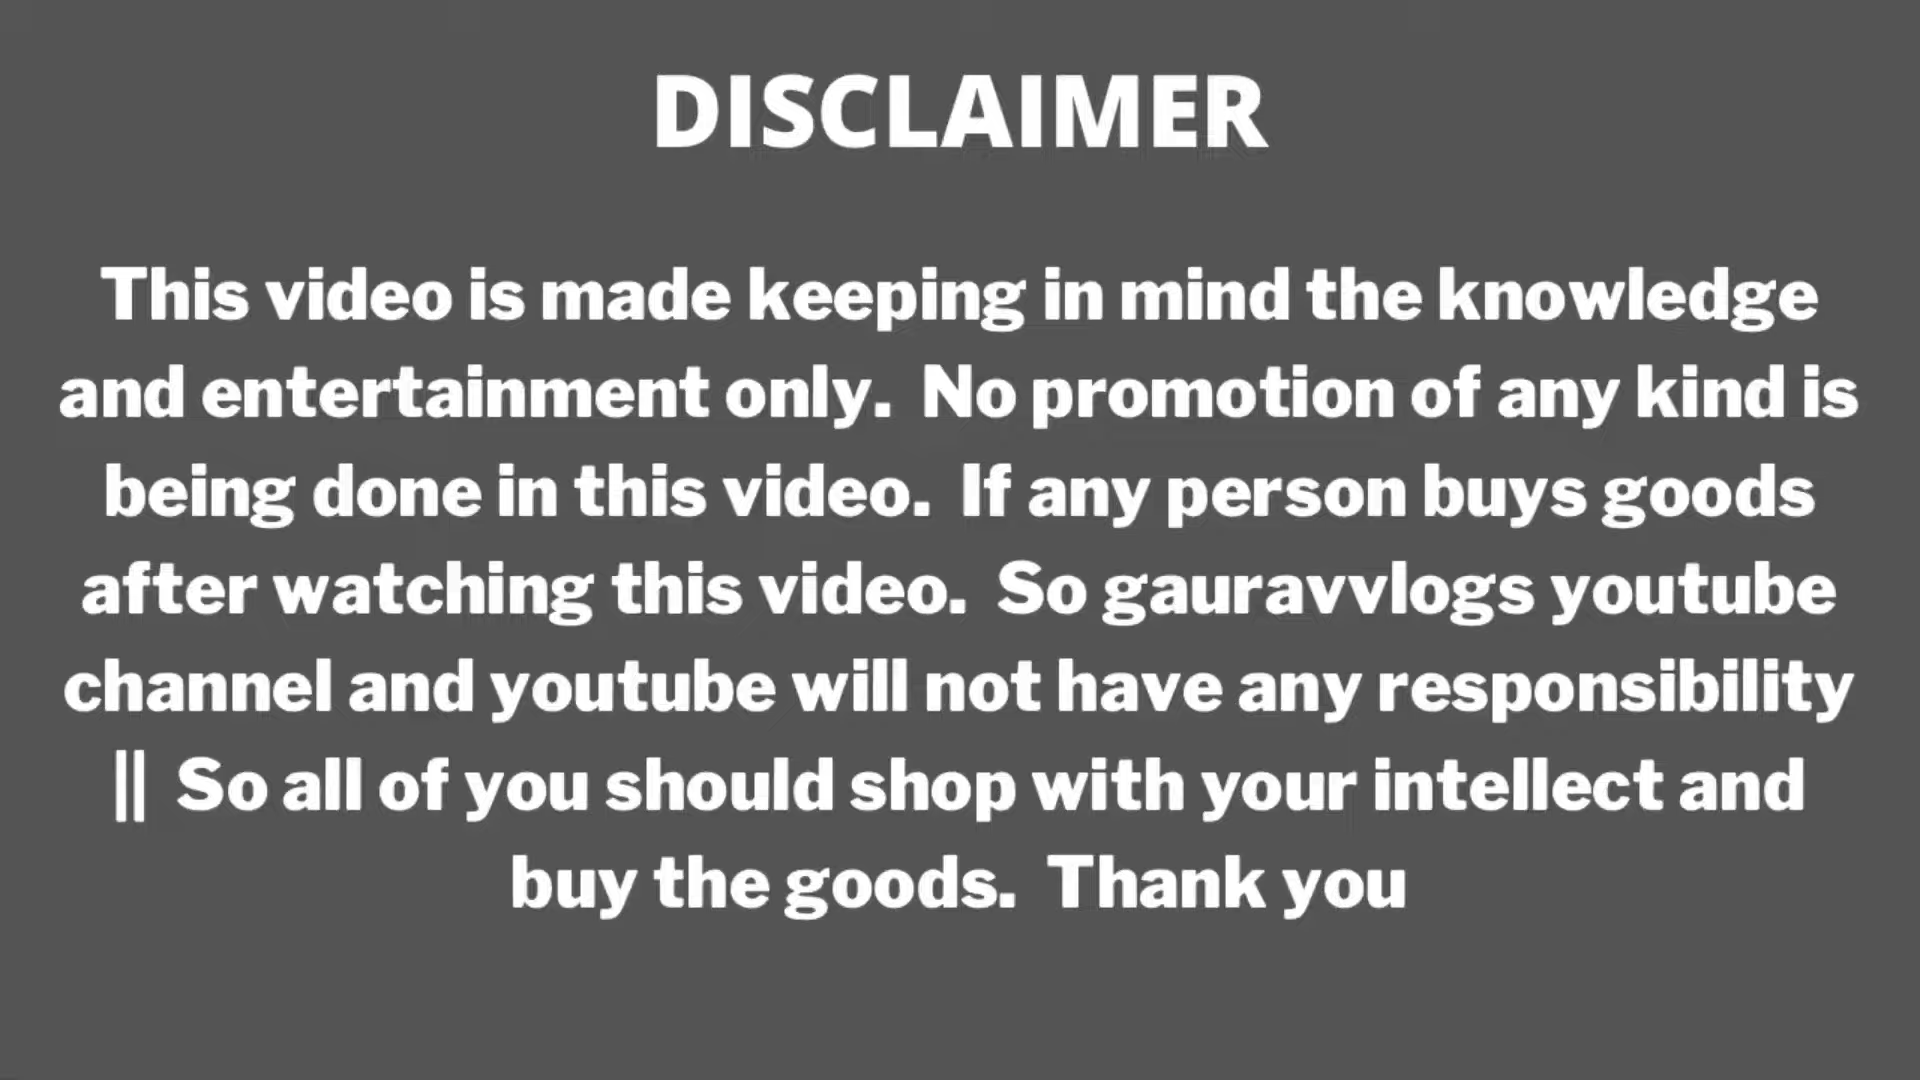 DISCLAIMER
This video is made keeping in mind the knowledge
and entertainment only. No promotion of any kind is
being done in this video. If any person buys goods
after watching this video. So gauravvlogs youtube
channel and youtube will not have any responsibility
|| So all of you should shop with your intellect and
buy the goods. Thank you